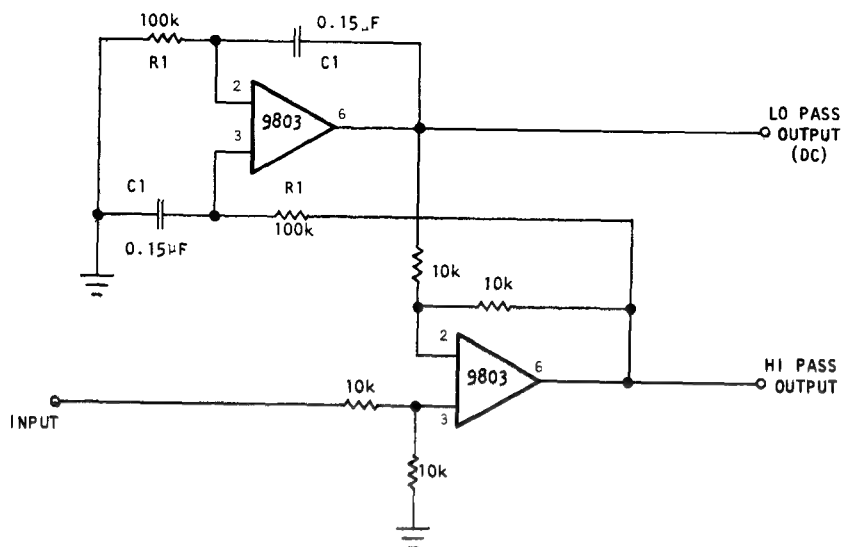 100k
0.15µF
R1
C1
2
9803
6
3
LO PASS
OUTPUT
(DC)
C1
R1
0.15µF
100k
10k
10k
2
9803
6
HI PASS
OUTPUT
10k
INPUT
3
10k